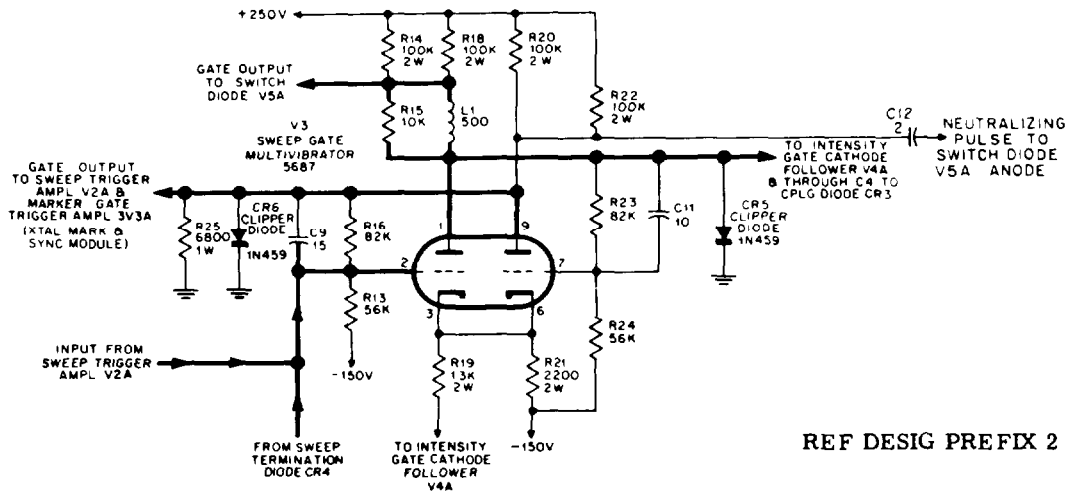 +250V
R14
100K
2W
R18
100K
2W
R20
100K
2W
GATE OUTPUT
TO SWITCH
DIODE V5A
R15
10K
L1
500
R22
100K
2W
C12
2
NEUTRALIZING
PULSE TO
SWITCH DIODE
V5A ANODE
V3
SWEEP GATE
MULTIVIBRATOR
5687
TO INTENSITY
GATE CATHODE
FOLLOWER V4A
& THROUGH C4 TO
CPLG DIODE CR3
GATE OUTPUT
TO SWEEP TRIGGER
AMPL V2A &
MARKER GATE
TRIGGER AMPL 3V3A
(XTAL MARK &
SYNC MODULE)
R25
6800
1W
CR6
CLIPPER
DIODE
1N459
C9
15
R16
82K
1
9
R23
82K
C11
10
CR5
CLIPPER
DIODE
1N459
2
7
R13
56K
3
6
R24
56K
INPUT FROM
SWEEP TRIGGER
AMPL V2A
-150V
R19
13K
2W
R21
2200
2W
FROM SWEEP
TERMINATION
DIODE CR4
TO INTENSITY
GATE CATHODE
FOLLOWER
V4A
-150V
REF DESIG PREFIX 2